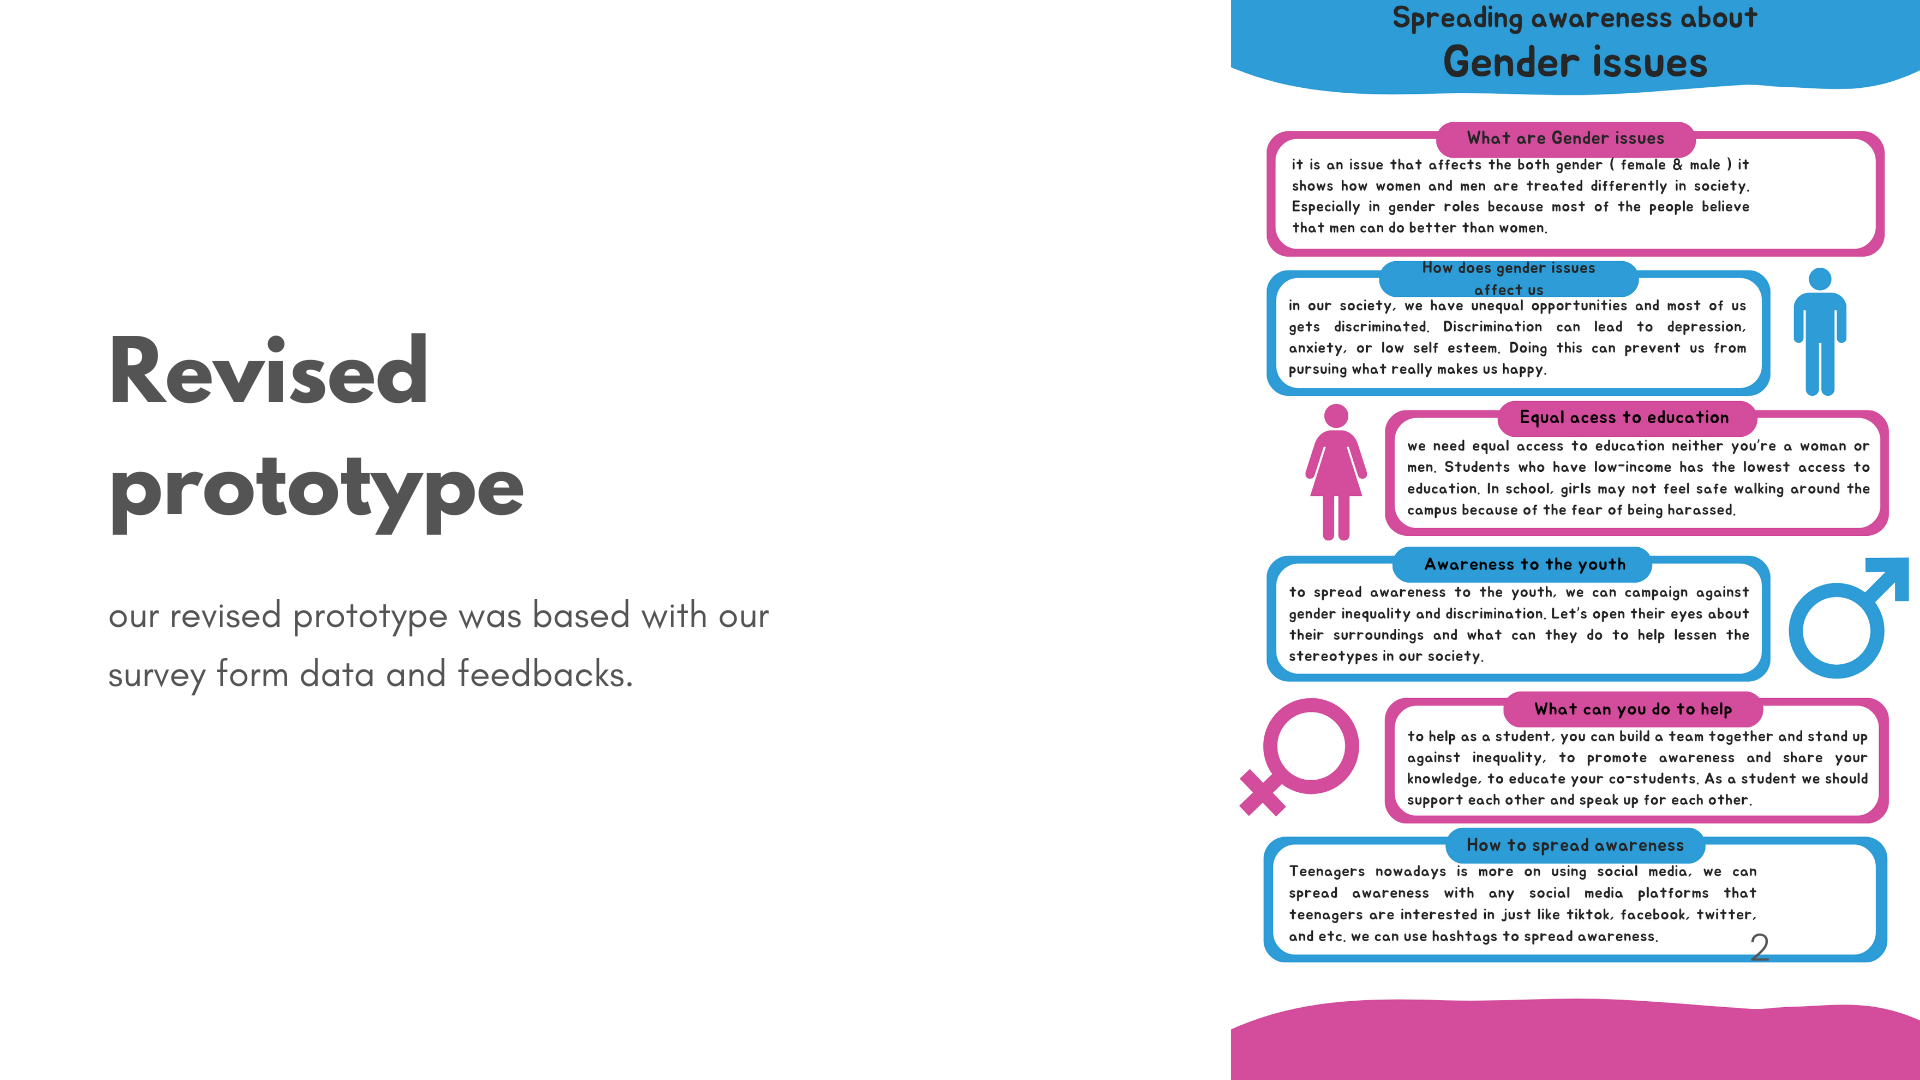 Revised
prototype
our revised prototype was based with our
survey form data and feedbacks.
Spreading awareness about
Gender issues
What are Gender issues
it is an issue that affects the both gender ( female & male ) it
shows how women and men are treated differently in society.
Especially in gender roles because most of the people believe
that men can do better than women.
How does gender issues
affect us
in our society, we have unequal opportunities and most of us
gets discriminated. Discrimination can lead to depression,
anxiety, or low self esteem. Doing this can prevent us from
pursuing what really makes us happy.
Equal acess to education
we need equal access to education neither you're a woman or
men. Students who have low-income has the lowest access to
education. In school, girls may not feel safe walking around the
campus because of the fear of being harassed.
Awareness to the youth
to spread awareness to the youth, we can campaign against
gender inequality and discrimination. Let's open their eyes about
their surroundings and what can they do to help lessen the
stereotypes in our society.
What can you do to help
to help as a student, you can build a team together and stand up
against inequality, to promote awareness and share your
knowledge, to educate your co-students. As a student we should
support each other and speak up for each other.
How to spread awareness
Teenagers nowadays is more on using social media, we can
spread awareness with any social media platforms that
teenagers are interested in just like tiktok, facebook, twitter,
and etc. we can use hashtags to spread awareness.
2